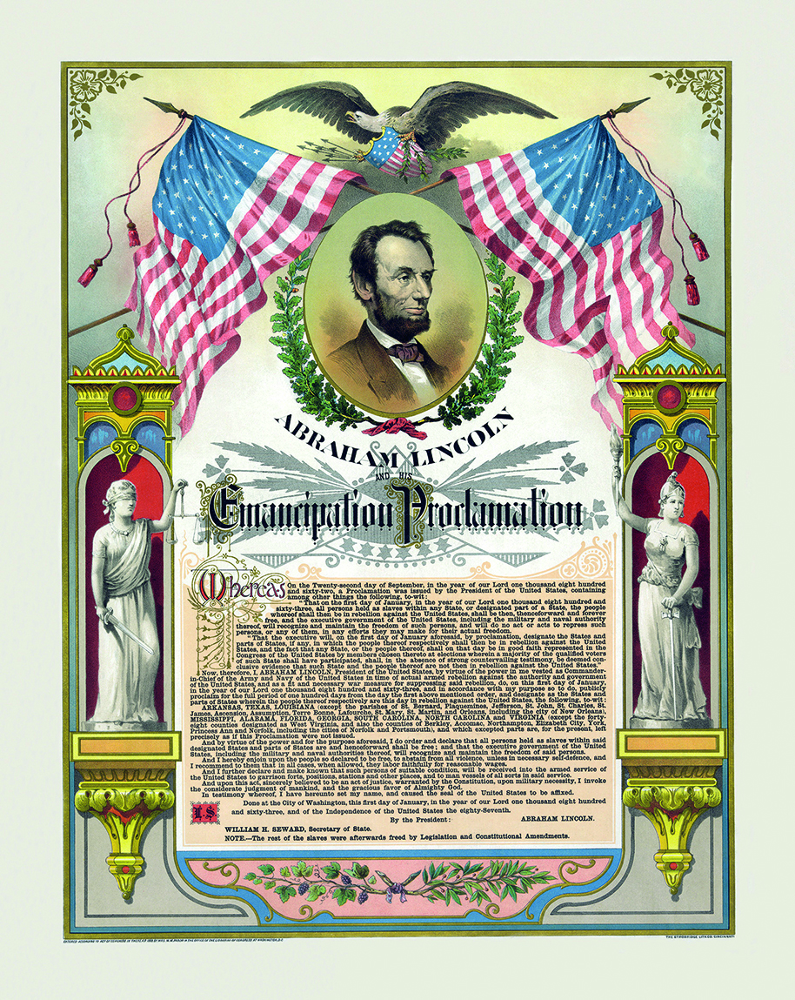 ABRAHAM LINCOLN
AND HIS
Emancipation Proclamation
Whereas On the Twenty-second day of September, in the year of our Lord one thousand eight hundred
and sixty-two, a Proclamation was issued by the President of the United States, containing
among other things the following, to-wit:
"That on the first day of January, in the year of our Lord one thousand eight hundred and
sixty-three, all persons held as slaves within any State, or designated part of a State, the people
whereof shall then be in rebellion against the United States, shall be then, thenceforward and forever
free, and the executive government of the United States, including the military and naval authority
thereof, will recognize and maintain the freedom of such persons, and will do no act or acts to repress such
persons, or any of them, in any efforts they may make for their actual freedom.
"That the executive will, on the first day of January aforesaid, by proclamation, designate the States and
parts of States, if any, in which the people thereof respectively shall then be in rebellion against the United
States, and the fact that any State, or the people thereof, shall on that day be in good faith represented in the
Congress of the United States by members chosen thereto at elections wherein a majority of the qualified voters
of such State shall have participated, shall, in the absence of strong countervailing testimony, be deemed con-
clusive evidence that such State and the people thereof are not then in rebellion against the United States."
Now, therefore, I, ABRAHAM LINCOLN, President of the United States, by virtue of the power in me vested as Commander-
in-Chief of the Army and Navy of the United States in time of actual armed rebellion against the authority and government
of the United States, and as a fit and necessary war measure for suppressing said rebellion, do, on this first day of January,
in the year of our Lord one thousand eight hundred and sixty-three, and in accordance with my purpose so to do, publicly
proclaim for the full period of one hundred days from the day the first above mentioned order, and designate as the States and
parts of States wherein the people thereof respectively are this day in rebellion against the United States, the following, to-wit:
ARKANSAS, TEXAS, LOUISIANA (except the parishes of St. Bernard, Plaquemines, Jefferson, St. John, St. Charles, St.
James, Ascension, Assumption, Terre Bonne, Lafourche, St. Mary, St. Martin, and Orleans, including the city of New Orleans),
MISSISSIPPI, ALABAMA, FLORIDA, GEORGIA, SOUTH CAROLINA, NORTH CAROLINA and VIRGINIA (except the forty-
eight counties designated as West Virginia, and also the counties of Berkley, Accomac, Northampton, Elizabeth City, York,
Princess Ann and Norfolk, including the cities of Norfolk and Portsmouth), and which excepted parts are, for the present, left
precisely as if this Proclamation were not issued.
And by virtue of the power and for the purpose aforesaid, I do order and declare that all persons held as slaves within said
designated States and parts of States are and henceforward shall be free; and that the executive government of the United
States, including the military and naval authorities thereof, will recognize and maintain the freedom of said persons.
And I hereby enjoin upon the people so declared to be free, to abstain from all violence, unless in necessary self-defence, and
I recommend to them that in all cases, when allowed, they labor faithfully for reasonable wages.
And I further declare and make known that such persons of suitable condition, will be received into the armed service of
the United States to garrison forts, positions, stations and other places, and to man vessels of all sorts in said service.
And upon this act, sincerely believed to be an act of justice, warranted by the Constitution, upon military necessity, I invoke
the considerate judgment of mankind, and the gracious favor of Almighty God.
In testimony whereof, I have hereunto set my name, and caused the seal of the United States to be affixed.
L.S. Done at the City of Washington, this first day of January, in the year of our Lord one thousand eight hundred
and sixty-three, and of the Independence of the United States the eighty-Seventh.
By the President: ABRAHAM LINCOLN.
WILLIAM H. SEWARD, Secretary of State.
NOTE.—The rest of the slaves were afterwards freed by Legislation and Constitutional Amendments.
THE STROBRIDGE LITH.CO. CINCINNATI